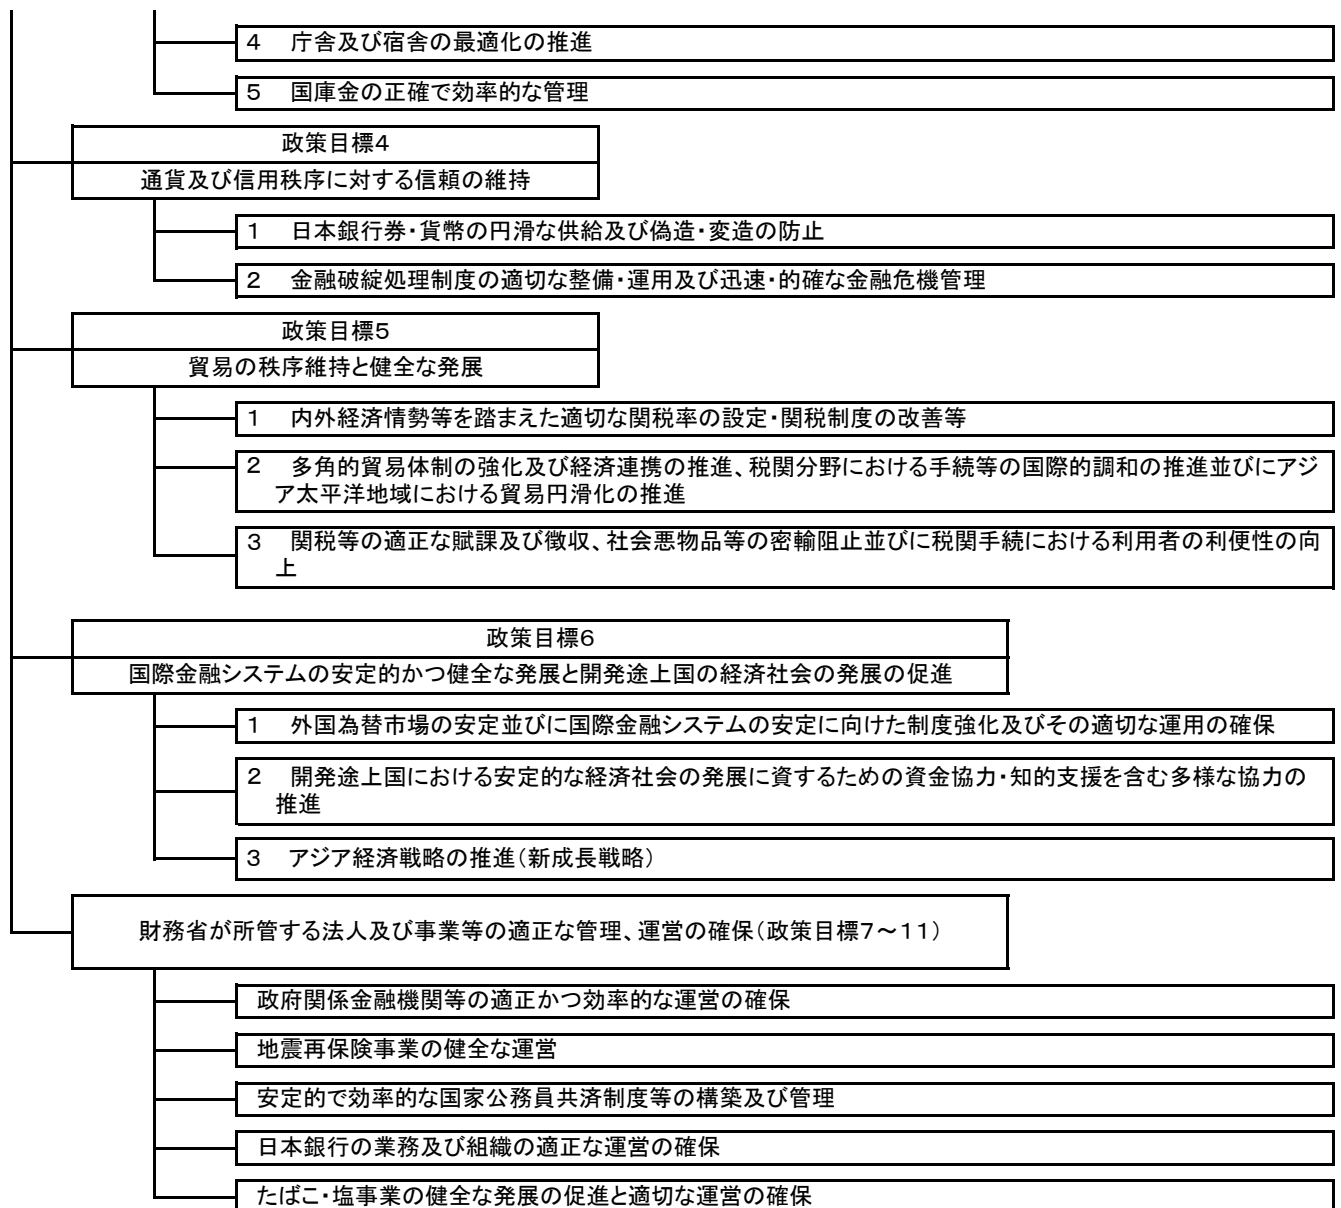 4　庁舎及び宿舎の最適化の推進
5　国庫金の正確で効率的な管理
政策目標4
通貨及び信用秩序に対する信頼の維持
1　日本銀行券・貨幣の円滑な供給及び偽造・変造の防止
2　金融破綻処理制度の適切な整備・運用及び迅速・的確な金融危機管理
政策目標5
貿易の秩序維持と健全な発展
1　内外経済情勢等を踏まえた適切な関税率の設定・関税制度の改善等
2　多角的貿易体制の強化及び経済連携の推進、税関分野における手続等の国際的調和の推進並びにアジ
ア太平洋地域における貿易円滑化の推進
3　関税等の適正な賦課及び徴収、社会悪物品等の密輸阻止並びに税関手続における利用者の利便性の向
上
政策目標6
国際金融システムの安定的かつ健全な発展と開発途上国の経済社会の発展の促進
1　外国為替市場の安定並びに国際金融システムの安定に向けた制度強化及びその適切な運用の確保
2　開発途上国における安定的な経済社会の発展に資するための資金協力・知的支援を含む多様な協力の
推進
3　アジア経済戦略の推進（新成長戦略）
財務省が所管する法人及び事業等の適正な管理、運営の確保（政策目標7～11）
政府関係金融機関等の適正かつ効率的な運営の確保
地震再保険事業の健全な運営
安定的で効率的な国家公務員共済制度等の構築及び管理
日本銀行の業務及び組織の適正な運営の確保
たばこ・塩事業の健全な発展の促進と適切な運営の確保